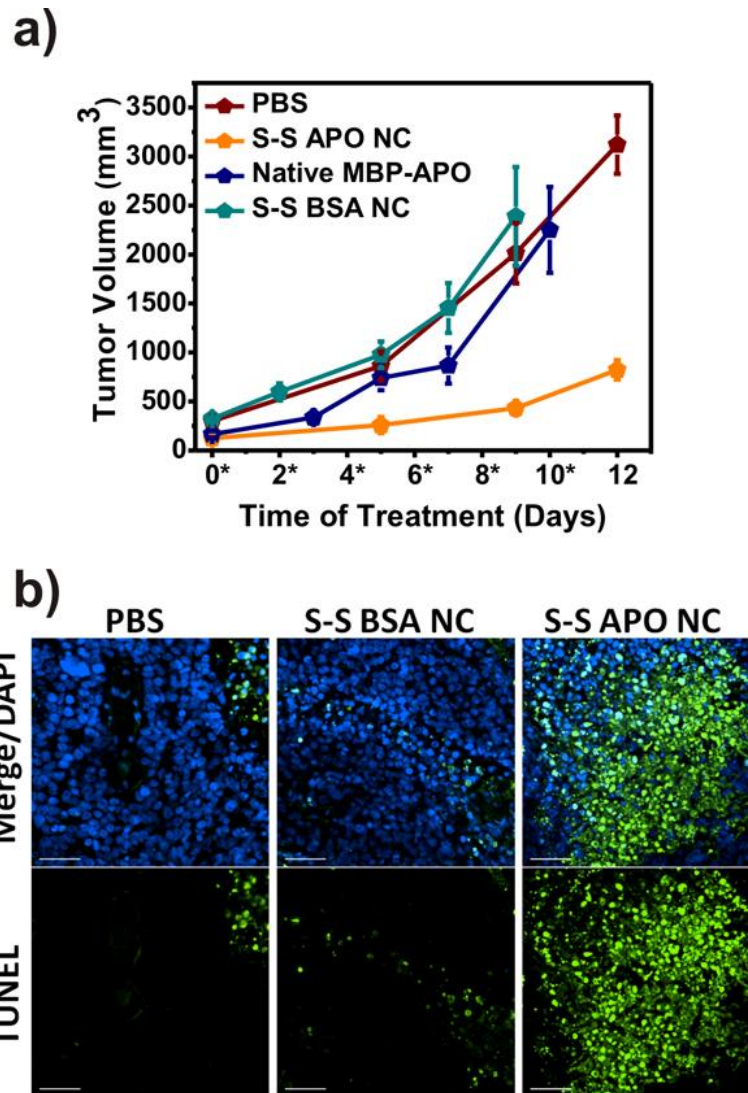 a)
PBS
S-S APO NC
Native MBP-APO
S-S BSA NC
Tumor Volume (mm³)
3500
3000
2500
2000
1500
1000
500
0
0* 2* 4* 6* 8* 10* 12
Time of Treatment (Days)
b)
PBS S-S BSA NC S-S APO NC
Merge/DAPI
TUNEL